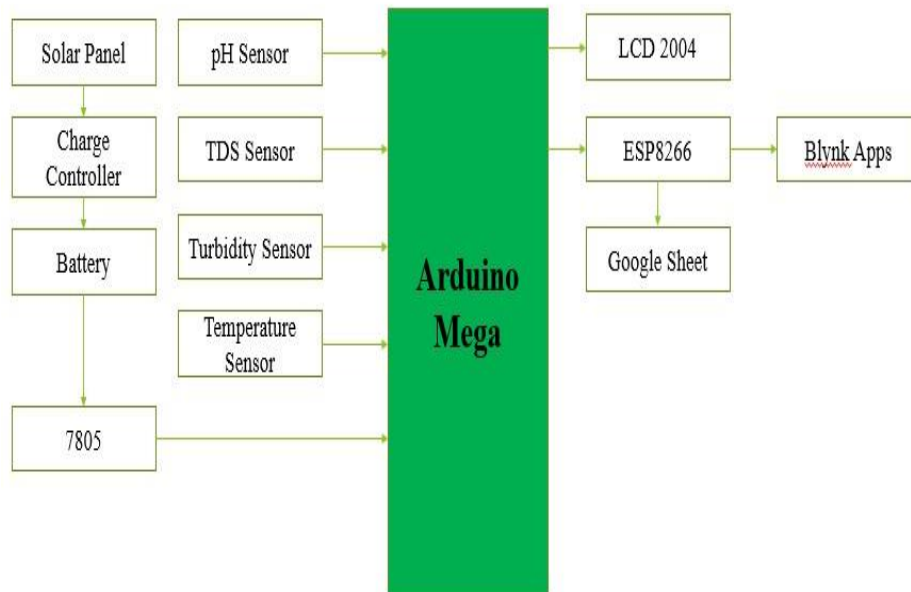 Solar Panel
Charge
Controller
Battery
7805
pH Sensor
TDS Sensor
Turbidity Sensor
Temperature
Sensor
Arduino
Mega
LCD 2004
ESP8266
Google Sheet
Blynk Apps